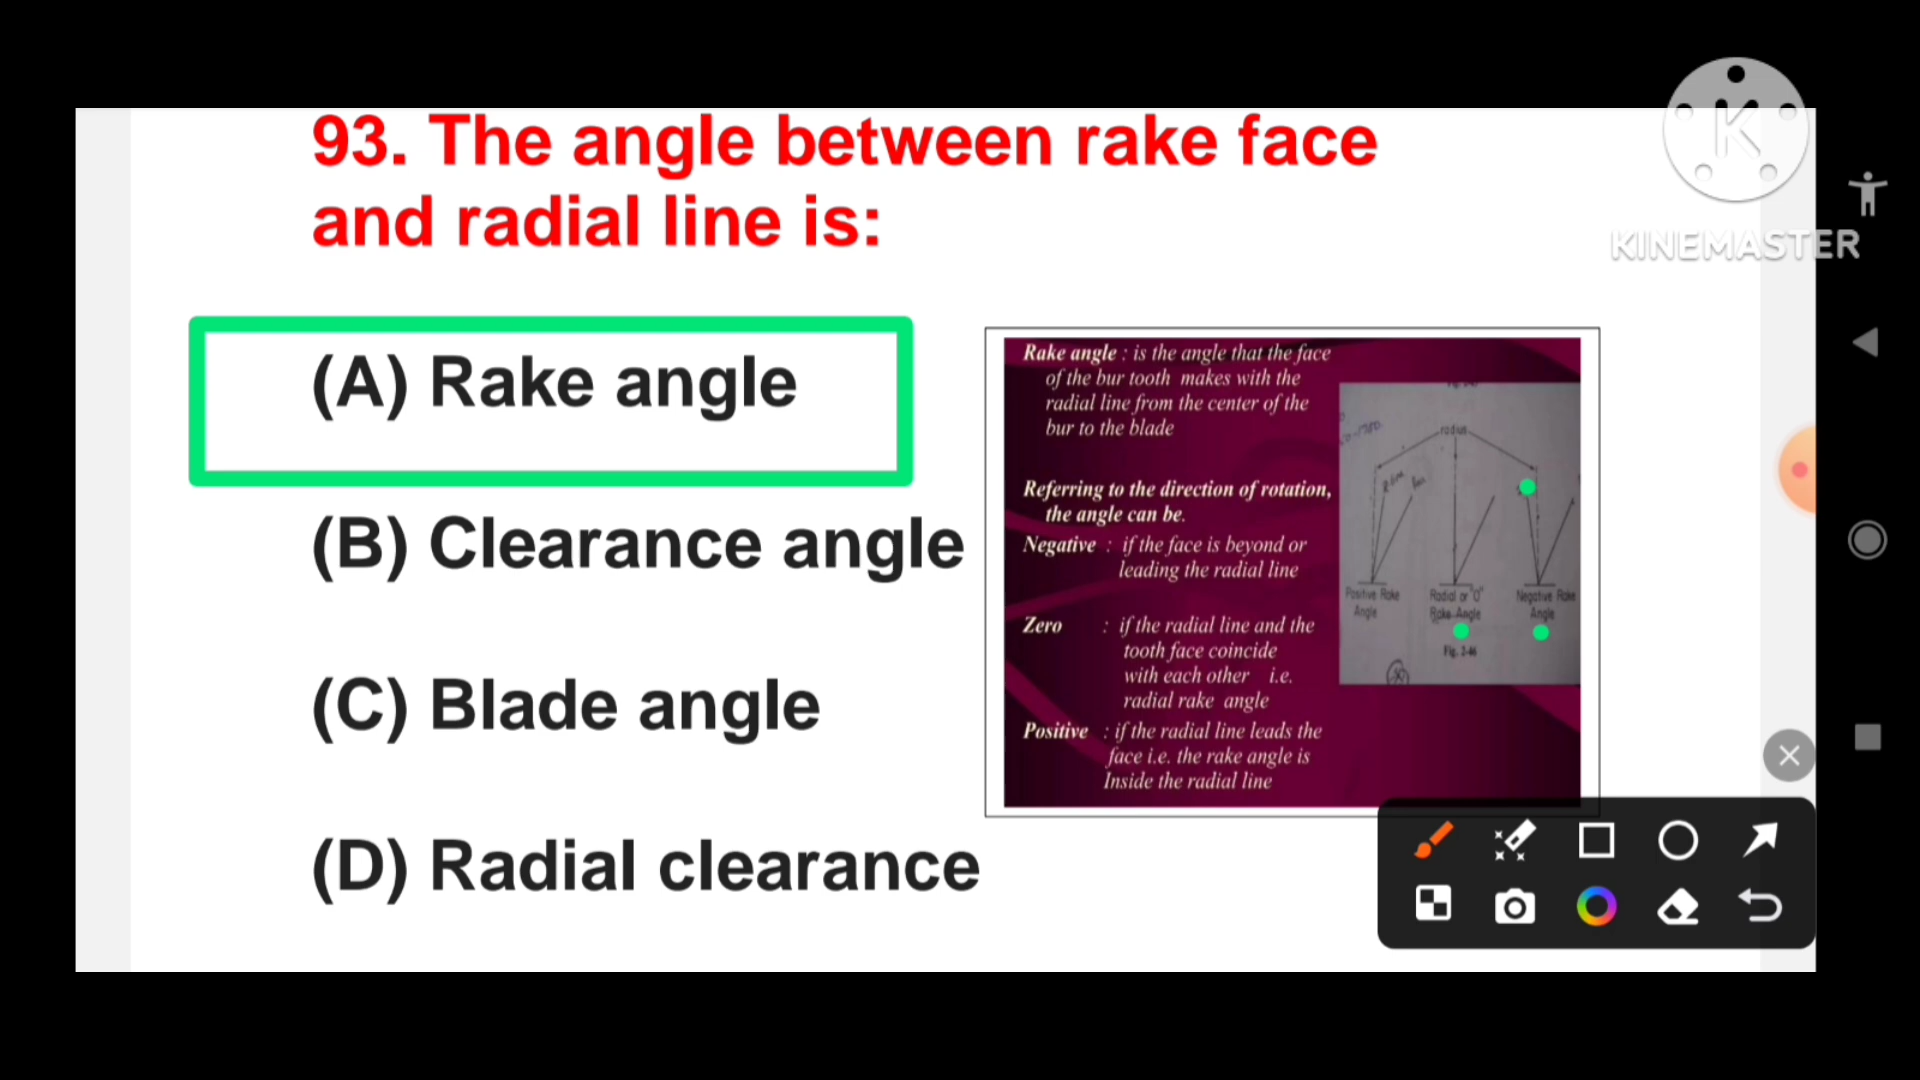 93. The angle between rake face
and radial line is:
KINEMASTER
(A) Rake angle
(B) Clearance angle
(C) Blade angle
(D) Radial clearance
Rake angle : is the angle that the face
of the bur tooth makes with the
radial line from the center of the
bur to the blade
Referring to the direction of rotation,
the angle can be.
Negative : if the face is beyond or
leading the radial line
Zero : if the radial line and the
tooth face coincide
with each other i.e.
radial rake angle
Positive : if the radial line leads the
face i.e. the rake angle is
Inside the radial line
radius
Positive Rake
Angle
Radial or "0"
Rake Angle
Negative Rake
Angle
Fig. 2-46